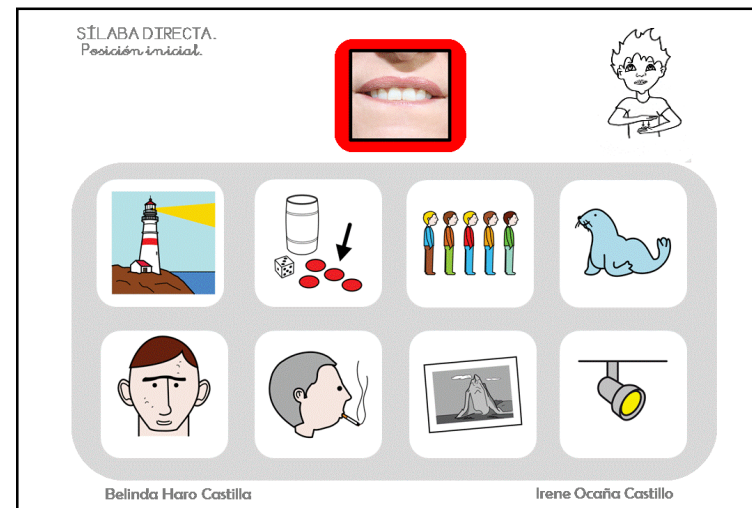 SÍLABA DIRECTA.
Posición inicial.
Belinda Haro Castilla
Irene Ocaña Castillo